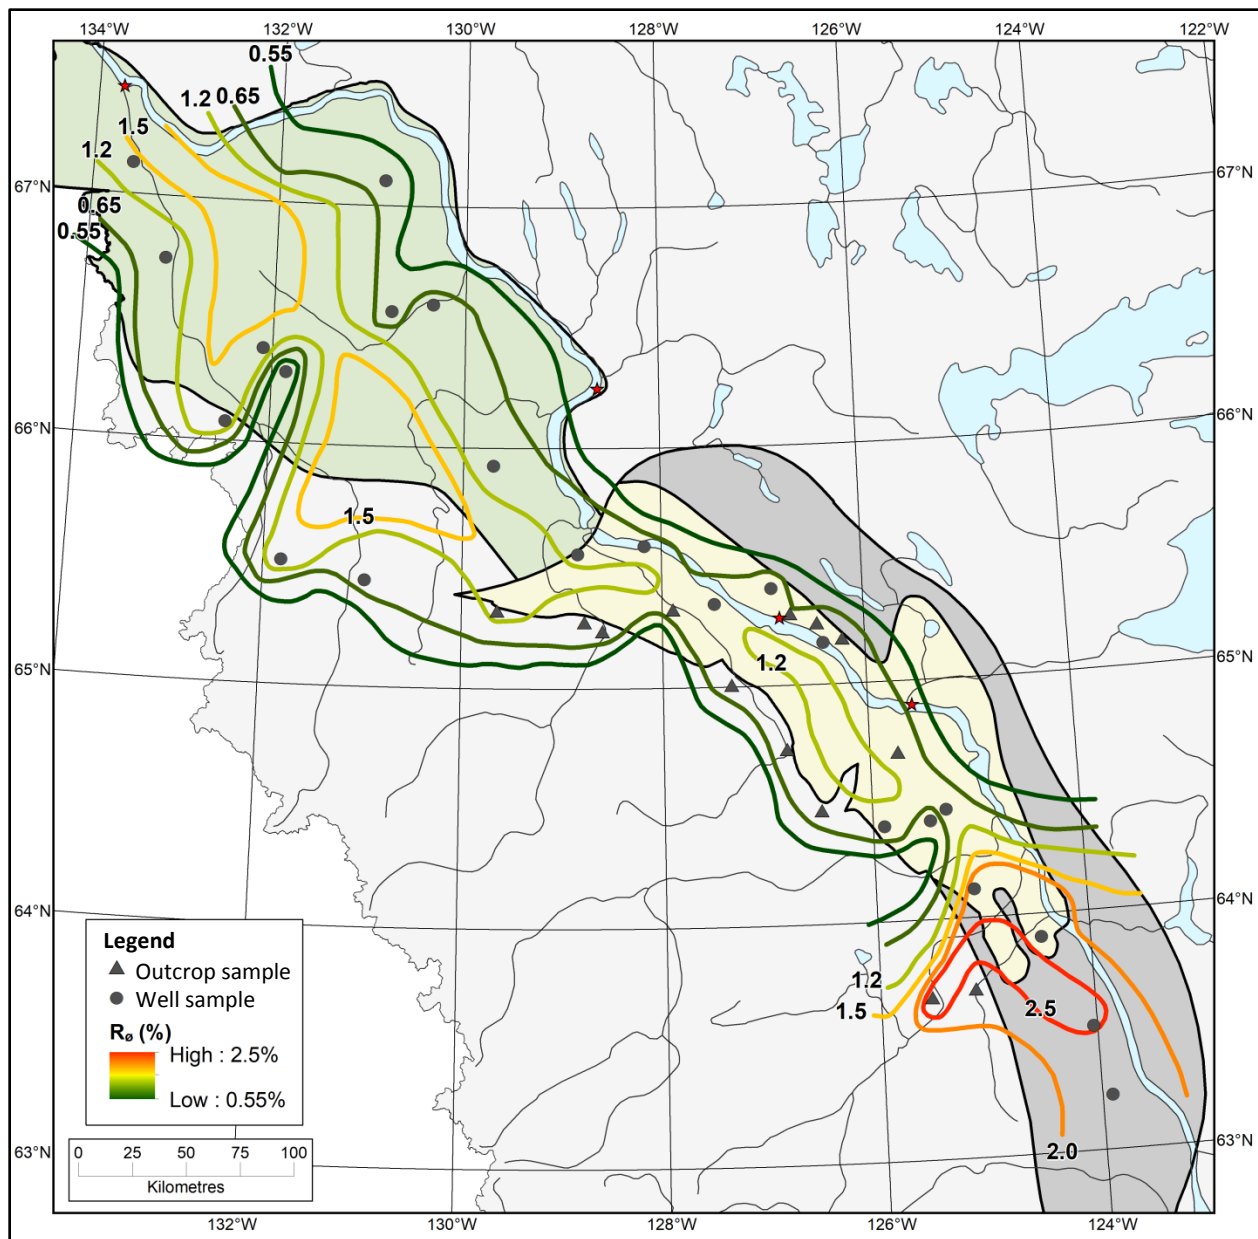 134°W 132°W 130°W 128°W 126°W 124°W 122°W
0.55
1.2 0.65
1.5
1.2
67°N 67°N
0.65
0.55
66°N 66°N
1.5
65°N 65°N
1.2
64°N 64°N
Legend
Outcrop sample
Well sample
Rø (%)
High : 2.5%
Low : 0.55%
1.2
1.5
2.5
2.0
63°N 63°N
0 25 50 75 100
Kilometres
132°W 130°W 128°W 126°W 124°W